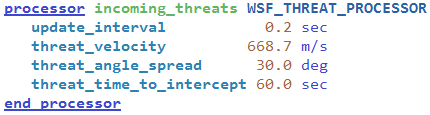 processor incoming_threats WSF_THREAT_PROCESSOR
update_interval 0.2 sec
threat_velocity 668.7 m/s
threat_angle_spread 30.0 deg
threat_time_to_intercept 60.0 sec
end_processor